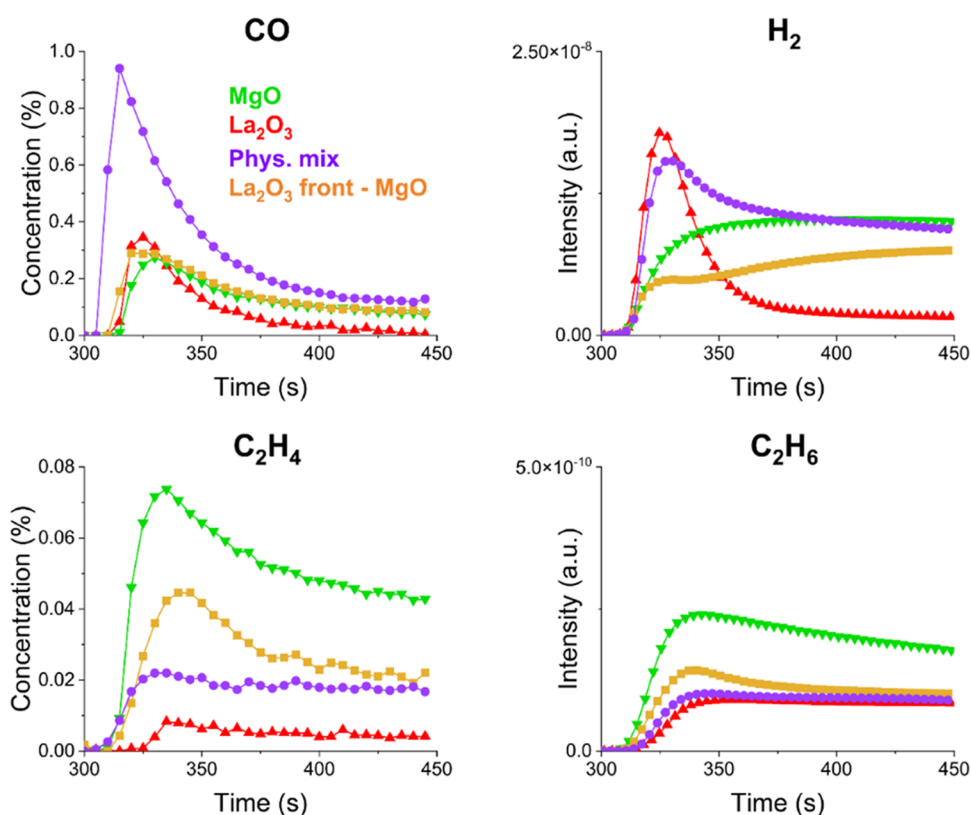 CO
1.0
0.8
0.6
0.4
0.2
0.0
Concentration (%)
MgO
La₂O₃
Phys. mix
La₂O₃ front - MgO
300
350
400
450
Time (s)
H₂
2.50×10⁻⁸
0.00
Intensity (a.u.)
300
350
400
450
Time (s)
C₂H₄
0.08
0.06
0.04
0.02
0.00
Concentration (%)
300
350
400
450
Time (s)
C₂H₆
5.0×10⁻¹⁰
0.0
Intensity (a.u.)
300
350
400
450
Time (s)